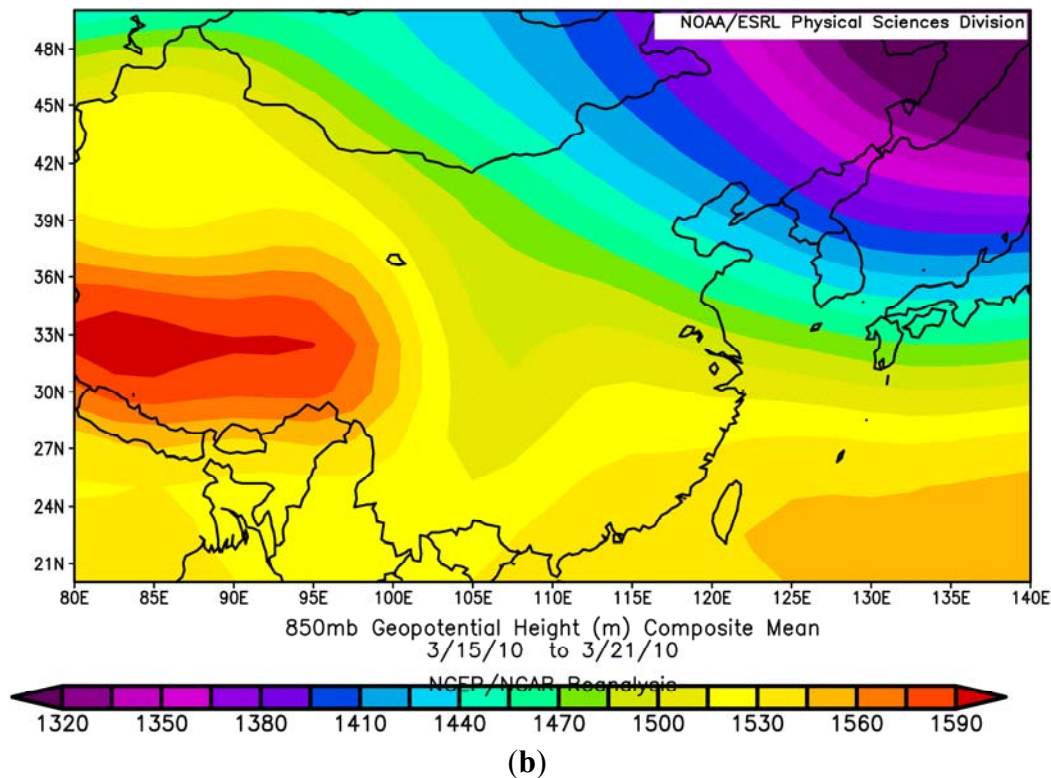 NOAA/ESRL Physical Sciences Division
48N
45N
42N
39N
36N
33N
30N
27N
24N
21N
80E 85E 90E 95E 100E 105E 110E 115E 120E 125E 130E 135E 140E
850mb Geopotential Height (m) Composite Mean
3/15/10 to 3/21/10
NCEP/NCAR Reanalysis
1320 1350 1380 1410 1440 1470 1500 1530 1560 1590
(b)